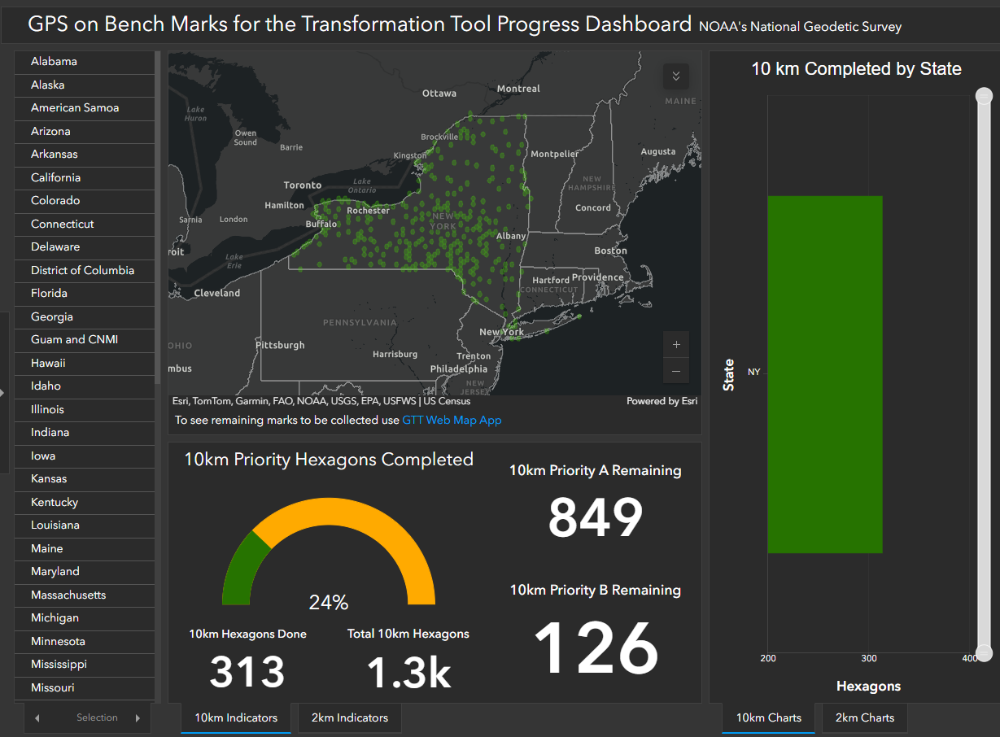 GPS on Bench Marks for the Transformation Tool Progress Dashboard NOAA's National Geodetic Survey
Alabama
Alaska
American Samoa
Arizona
Arkansas
California
Colorado
Connecticut
Delaware
District of Columbia
Florida
Georgia
Guam and CNMI
Hawaii
Idaho
Illinois
Indiana
Iowa
Kansas
Kentucky
Louisiana
Maine
Maryland
Massachusetts
Michigan
Minnesota
Mississippi
Missouri
Selection
Ottawa
Montreal
MAINE
Lake
Huron
Owen
Sound
Barrie
Brockville
Kingston
Montpelier
Augusta
Toronto
Lake
Ontario
NEW
HAMPSHIRE
Hamilton
Rochester
Concord
Sarnia
London
Buffalo
NEW
YORK
Albany
roit
Lake
Erie
Boston
Cleveland
Hartford
Providence
CONNECTICUT
PENNSYLVANIA
New York
OHIO
Pittsburgh
Harrisburg
Trenton
mbus
Philadelphia
NEW
JERSEY
+
−
Esri, TomTom, Garmin, FAO, NOAA, USGS, EPA, USFWS | US Census
Powered by Esri
To see remaining marks to be collected use GTT Web Map App
10km Priority Hexagons Completed
24%
10km Hexagons Done
313
Total 10km Hexagons
1.3k
10km Priority A Remaining
849
10km Priority B Remaining
126
10km Indicators
2km Indicators
10 km Completed by State
State
NY
200
300
400
Hexagons
10km Charts
2km Charts